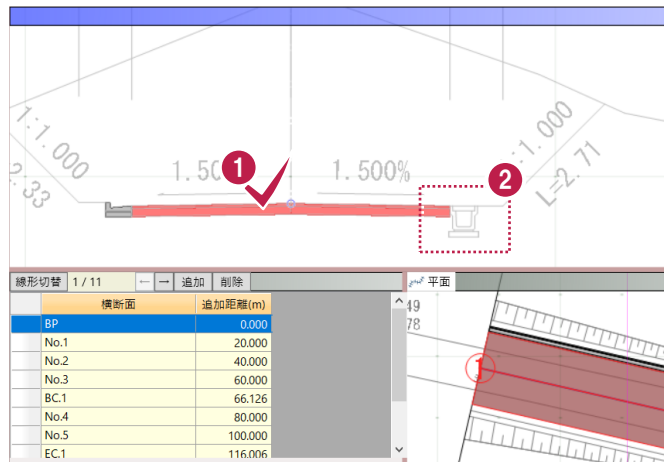 1:1.000
2.33
1.50
1
1.500%
2
:1.000
L=2.71
線形切替 1 / 11 ← → 追加 削除
平面
横断面 追加距離(m)
BP 0.000
No.1 20.000
No.2 40.000
No.3 60.000
BC.1 66.126
No.4 80.000
No.5 100.000
EC.1 116.006
49
78
1